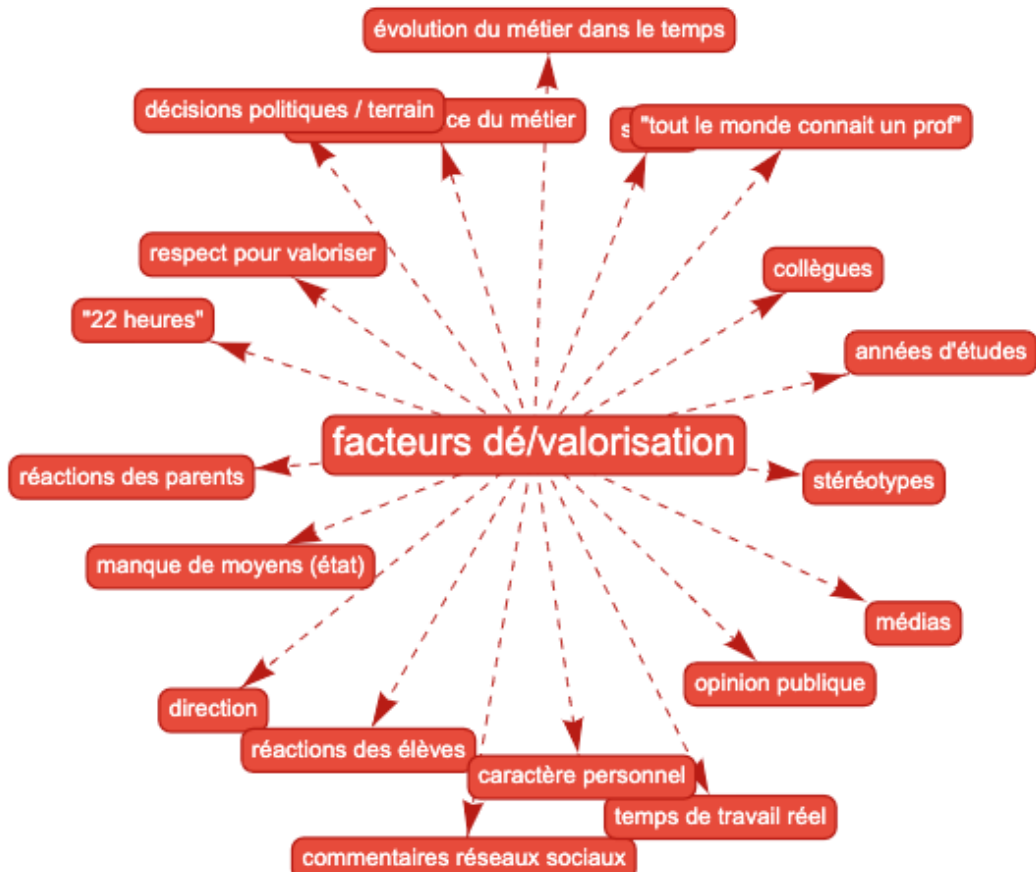 évolution du métier dans le temps
décisions politiques / terrain
ce du métier
"tout le monde connait un prof"
respect pour valoriser
collègues
"22 heures"
années d'études
facteurs dé/valorisation
réactions des parents
stéréotypes
manque de moyens (état)
médias
opinion publique
direction
réactions des élèves
caractère personnel
temps de travail réel
commentaires réseaux sociaux